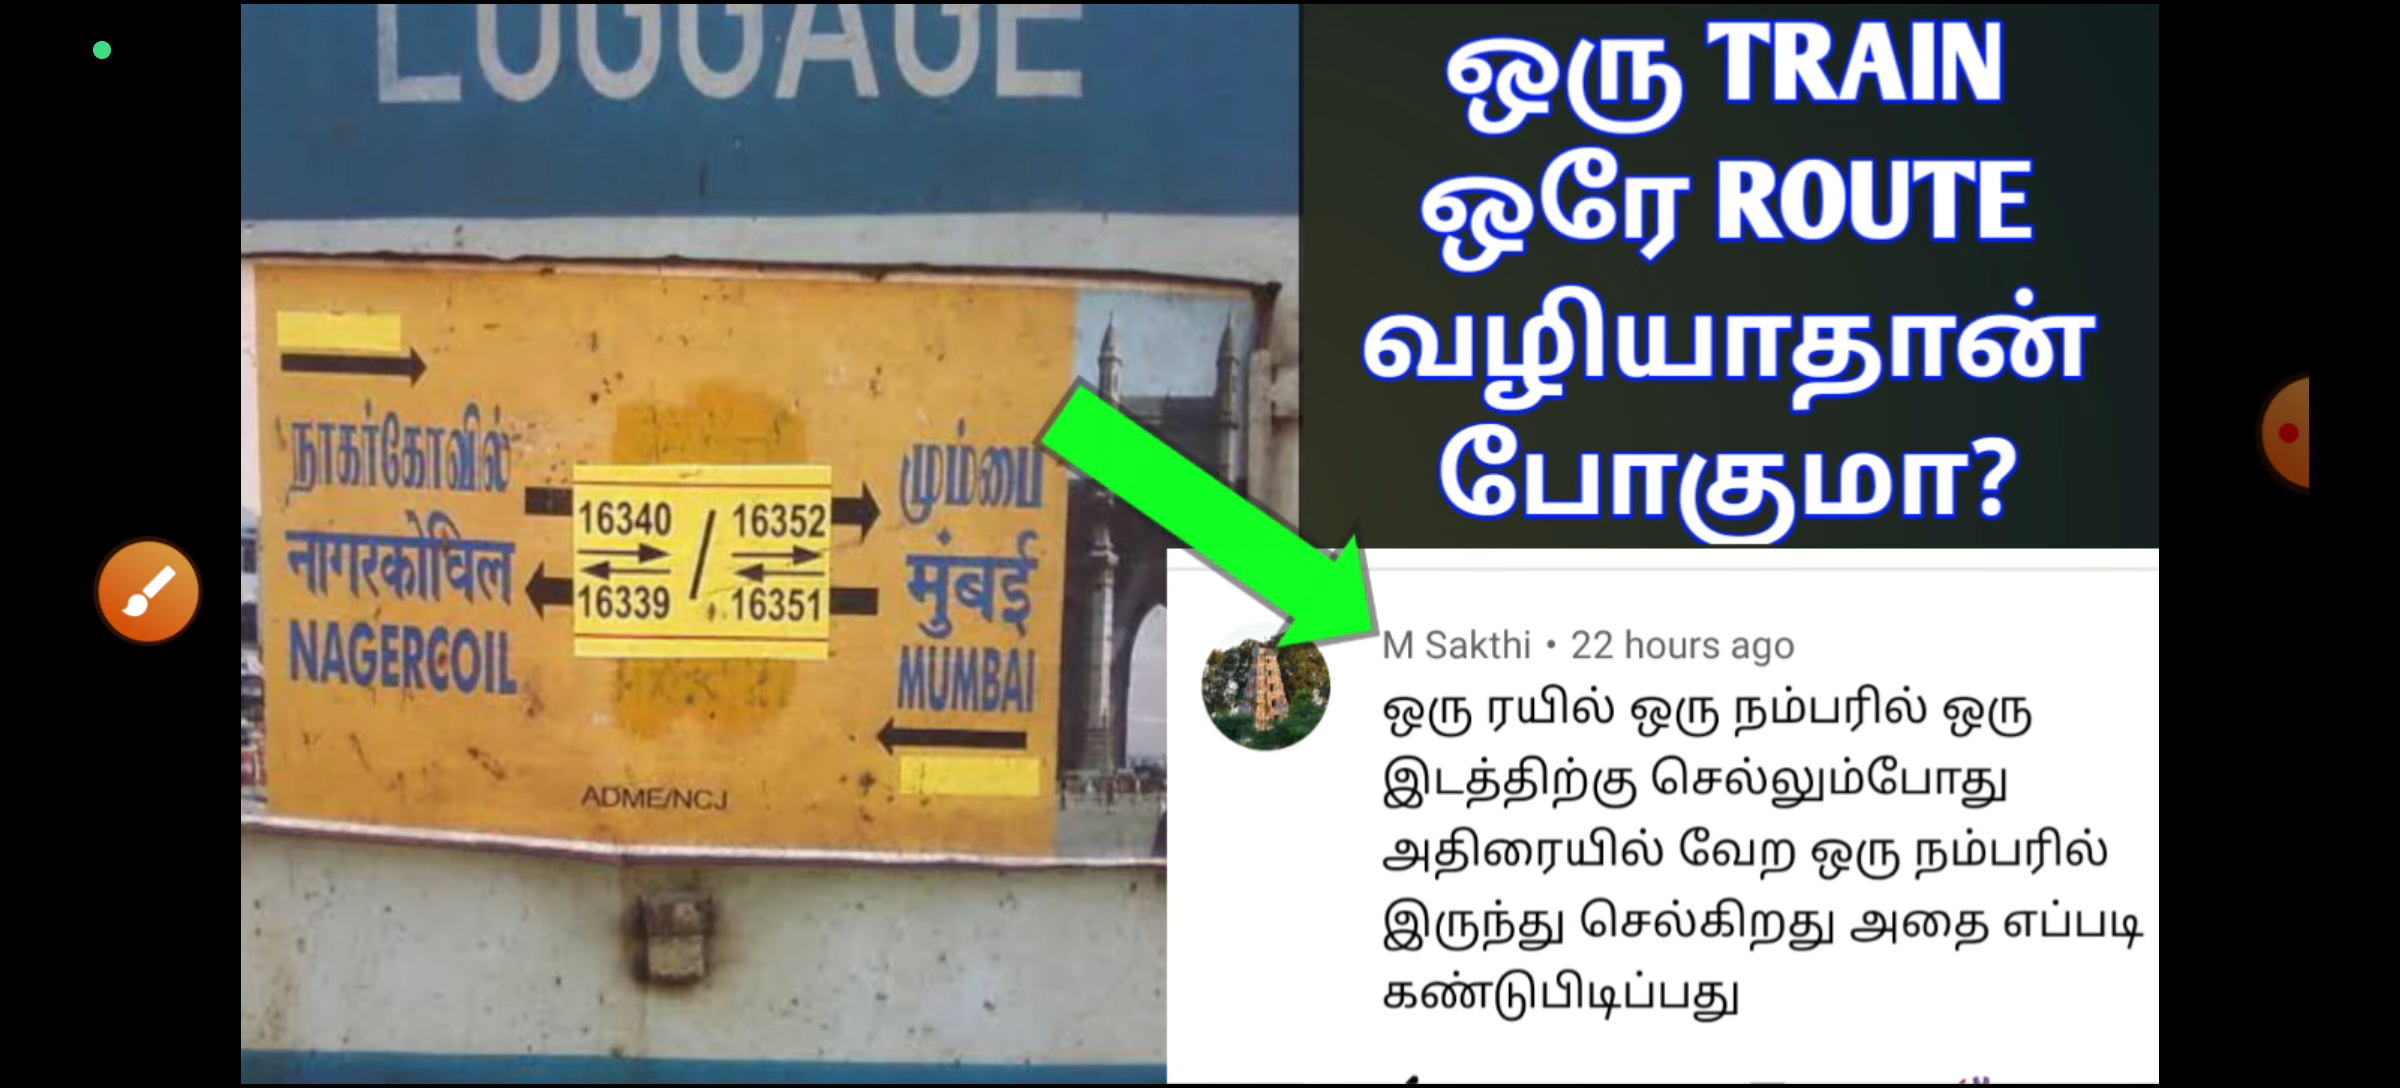 LUGGAGE
நாகர்கோவில்
नागरकोविल
NAGERCOIL
16340 / 16352
16339 / 16351
மும்பை
मुंबई
MUMBAI
ADME/NCJ
ஒரு TRAIN
ஒரே ROUTE
வழியாதான்
போகுமா?
M Sakthi • 22 hours ago
ஒரு ரயில் ஒரு நம்பரில் ஒரு
இடத்திற்கு செல்லும்போது
அதிரையில் வேற ஒரு நம்பரில்
இருந்து செல்கிறது அதை எப்படி
கண்டுபிடிப்பது